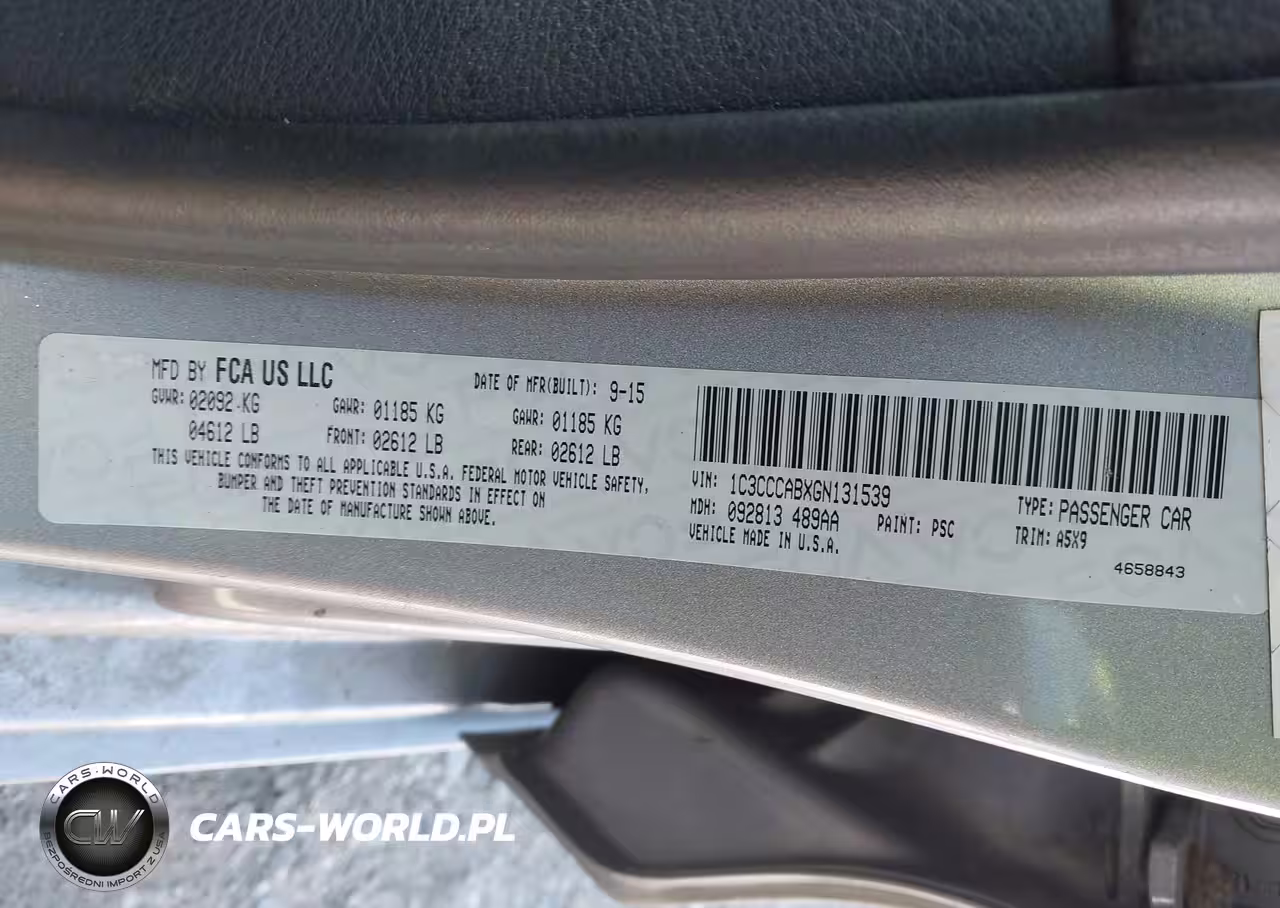 MFD BY FCA US LLC
DATE OF MFR(BUILT): 9-15
GVWR: 02092 KG
GAWR: 01185 KG
GAWR: 01185 KG
04612 LB
FRONT: 02612 LB
REAR: 02612 LB
THIS VEHICLE CONFORMS TO ALL APPLICABLE U.S.A. FEDERAL MOTOR VEHICLE SAFETY,
BUMPER AND THEFT PREVENTION STANDARDS IN EFFECT ON
THE DATE OF MANUFACTURE SHOWN ABOVE.
VIN: 1C3CCCABXGN131539
TYPE: PASSENGER CAR
MDH: 092813 489AA
PAINT: PSC
TRIM: A5X9
VEHICLE MADE IN U.S.A.
4658843
CARS-WORLD
CW
BEZPOŚREDNI IMPORT Z USA
CARS-WORLD.PL